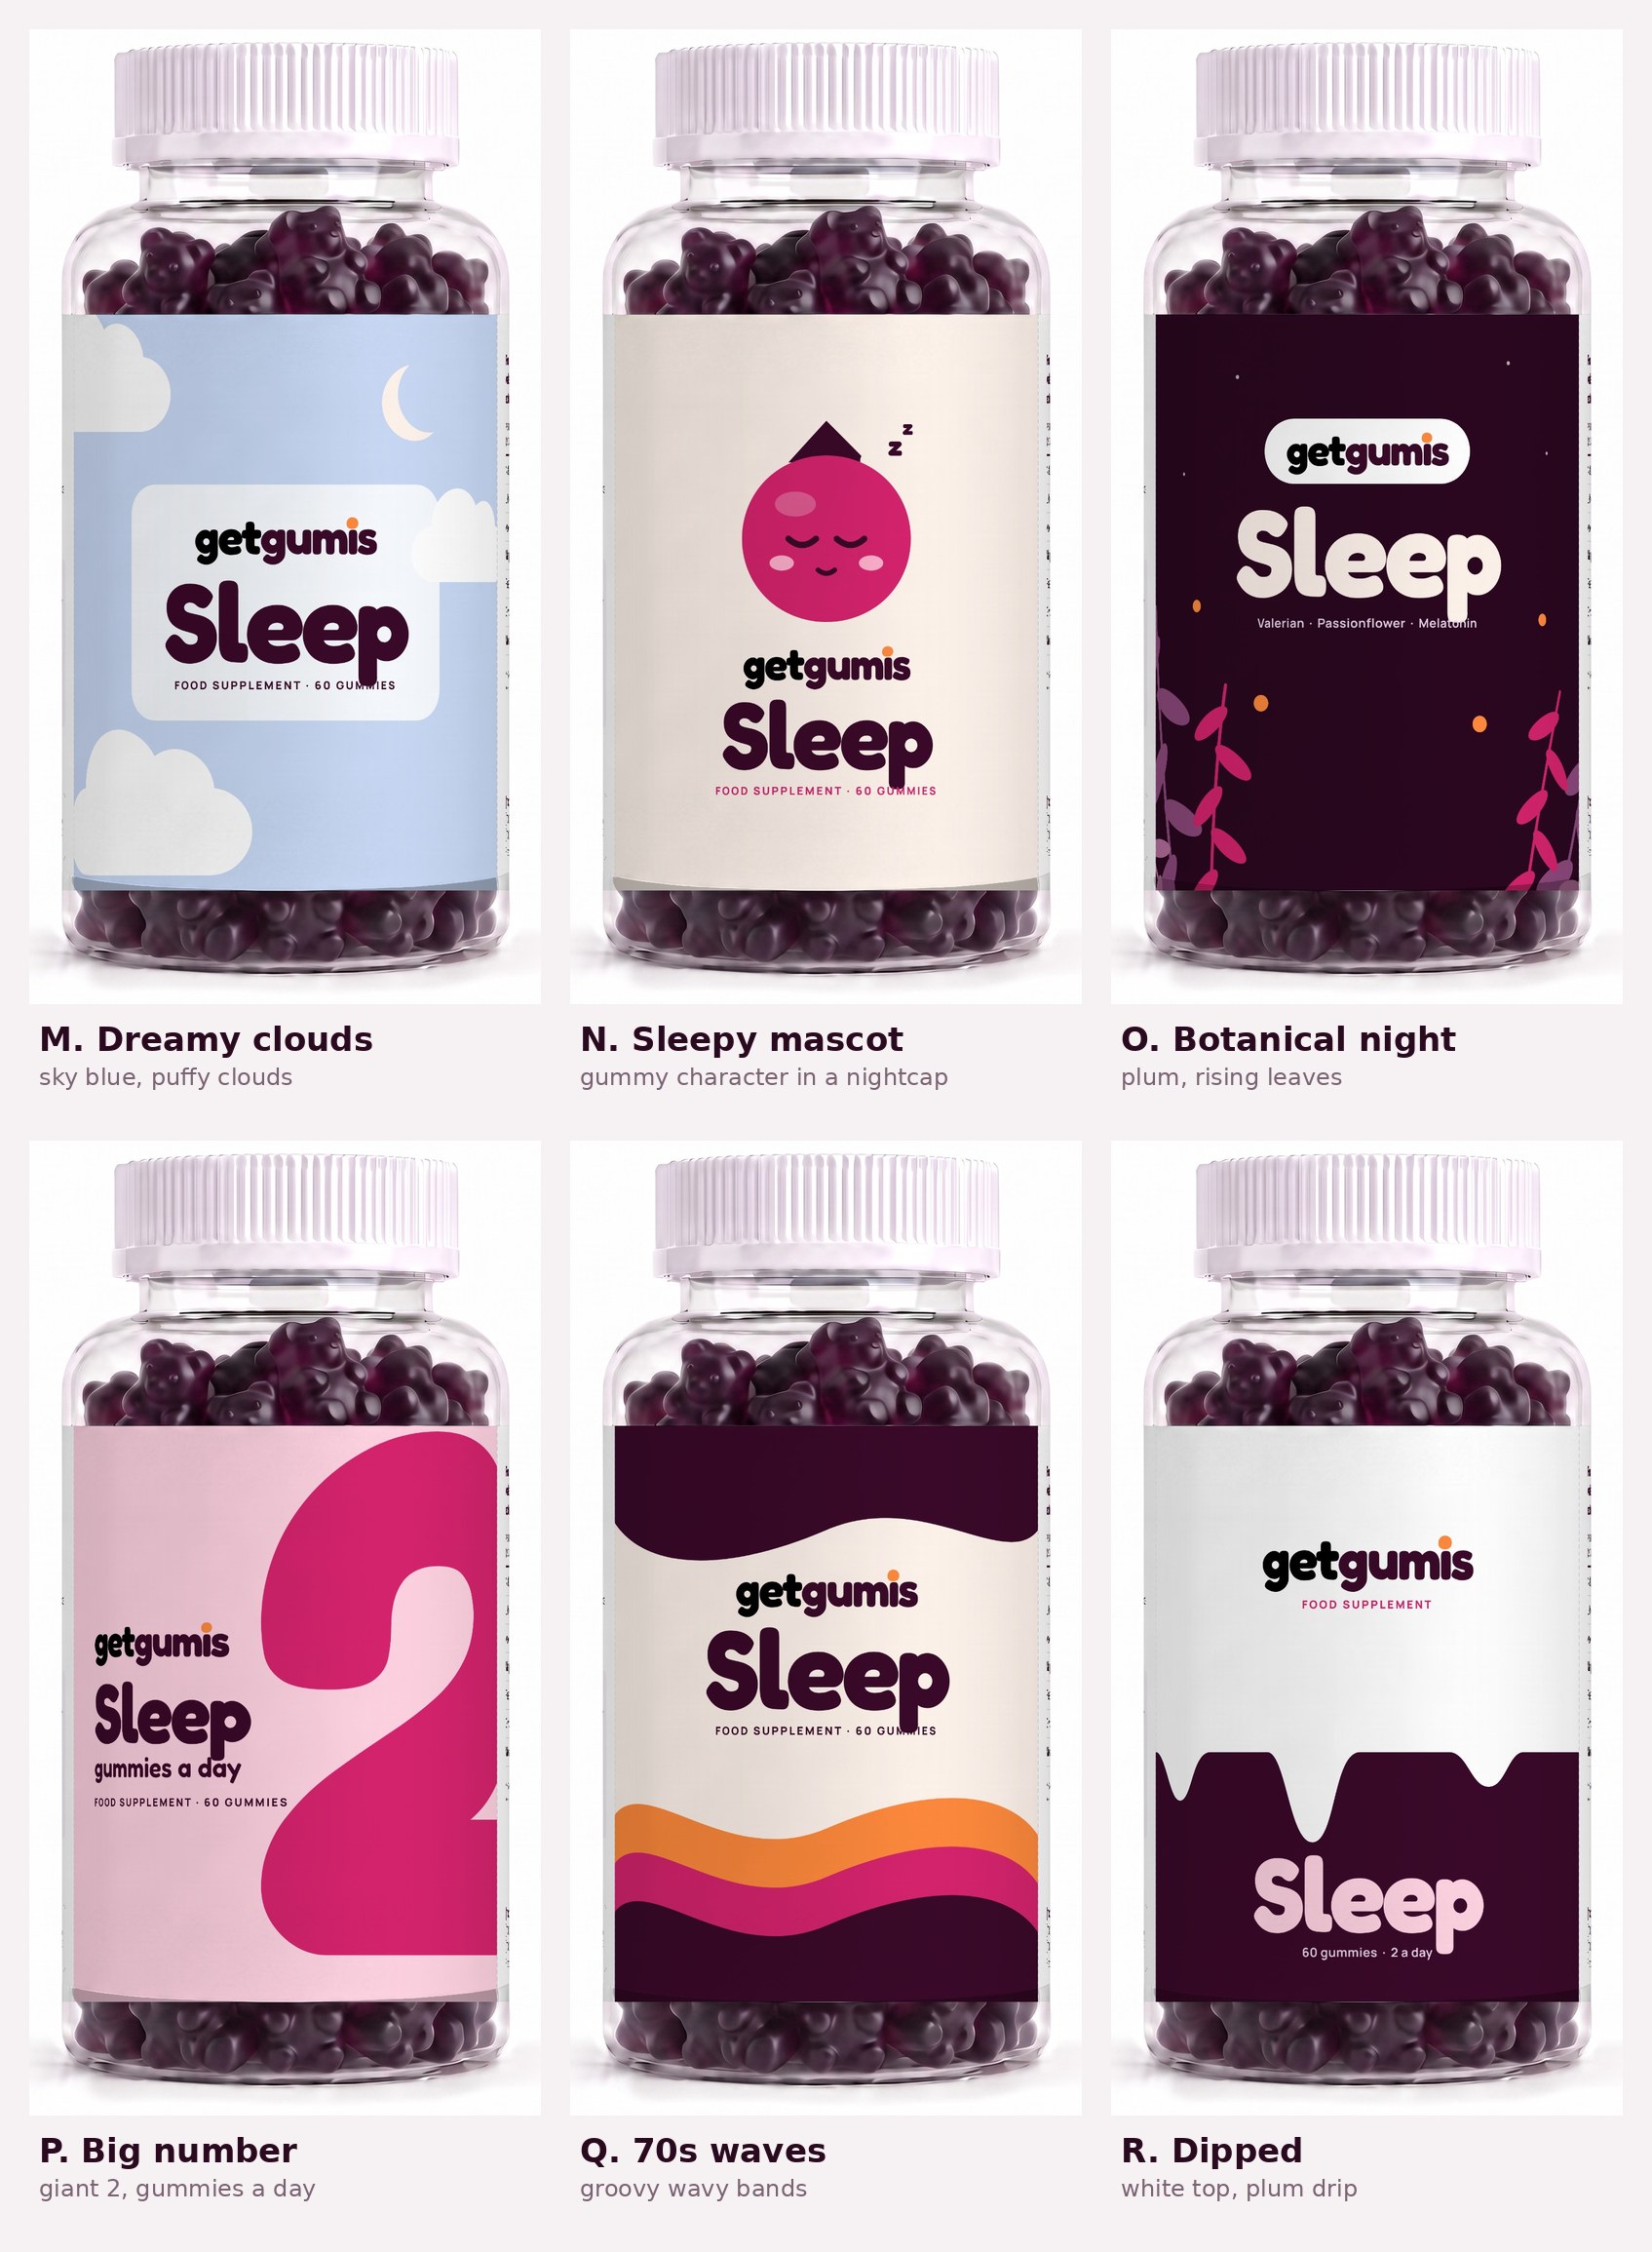 getgumis
Sleep
FOOD SUPPLEMENT · 60 GUMMIES
M. Dreamy clouds
sky blue, puffy clouds
z
z
getgumis
Sleep
FOOD SUPPLEMENT · 60 GUMMIES
N. Sleepy mascot
gummy character in a nightcap
getgumis
Sleep
Valerian · Passionflower · Melatonin
O. Botanical night
plum, rising leaves
2
getgumis
Sleep
gummies a day
FOOD SUPPLEMENT · 60 GUMMIES
P. Big number
giant 2, gummies a day
getgumis
Sleep
FOOD SUPPLEMENT · 60 GUMMIES
Q. 70s waves
groovy wavy bands
getgumis
FOOD SUPPLEMENT
Sleep
60 gummies · 2 a day
R. Dipped
white top, plum drip